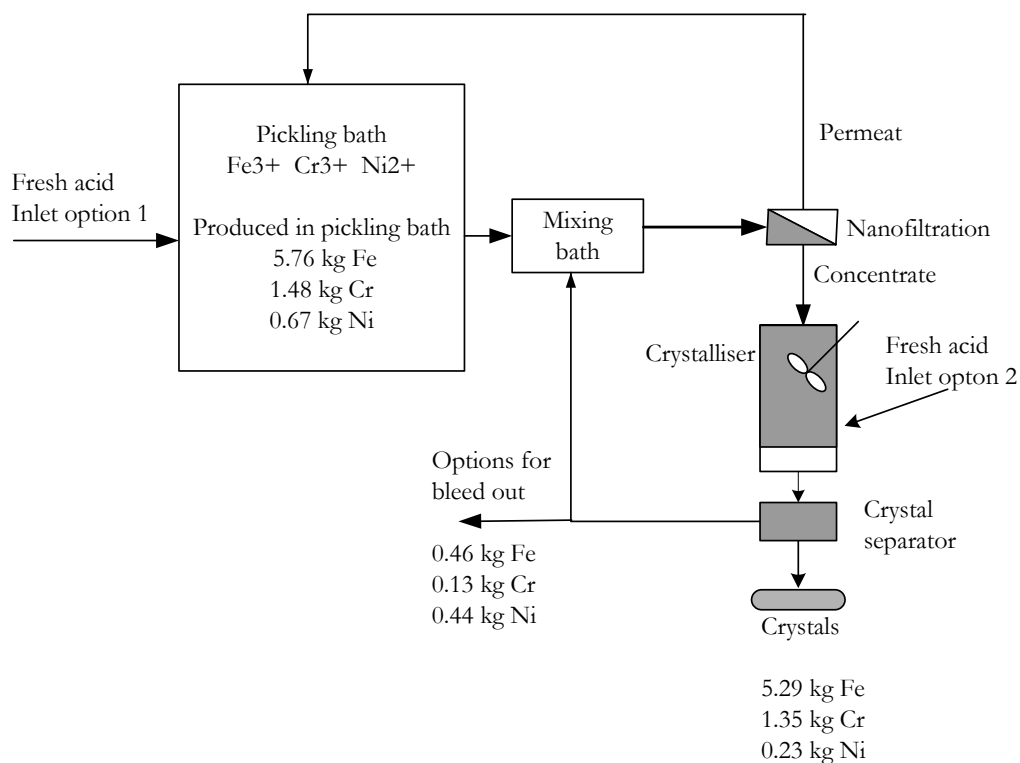 Pickling bath
Fe3+ Cr3+ Ni2+
Produced in pickling bath
5.76 kg Fe
1.48 kg Cr
0.67 kg Ni
Fresh acid
Inlet option 1
Mixing
bath
Permeat
Nanofiltration
Concentrate
Crystalliser
Fresh acid
Inlet opton 2
Options for
bleed out
0.46 kg Fe
0.13 kg Cr
0.44 kg Ni
Crystal
separator
Crystals
5.29 kg Fe
1.35 kg Cr
0.23 kg Ni